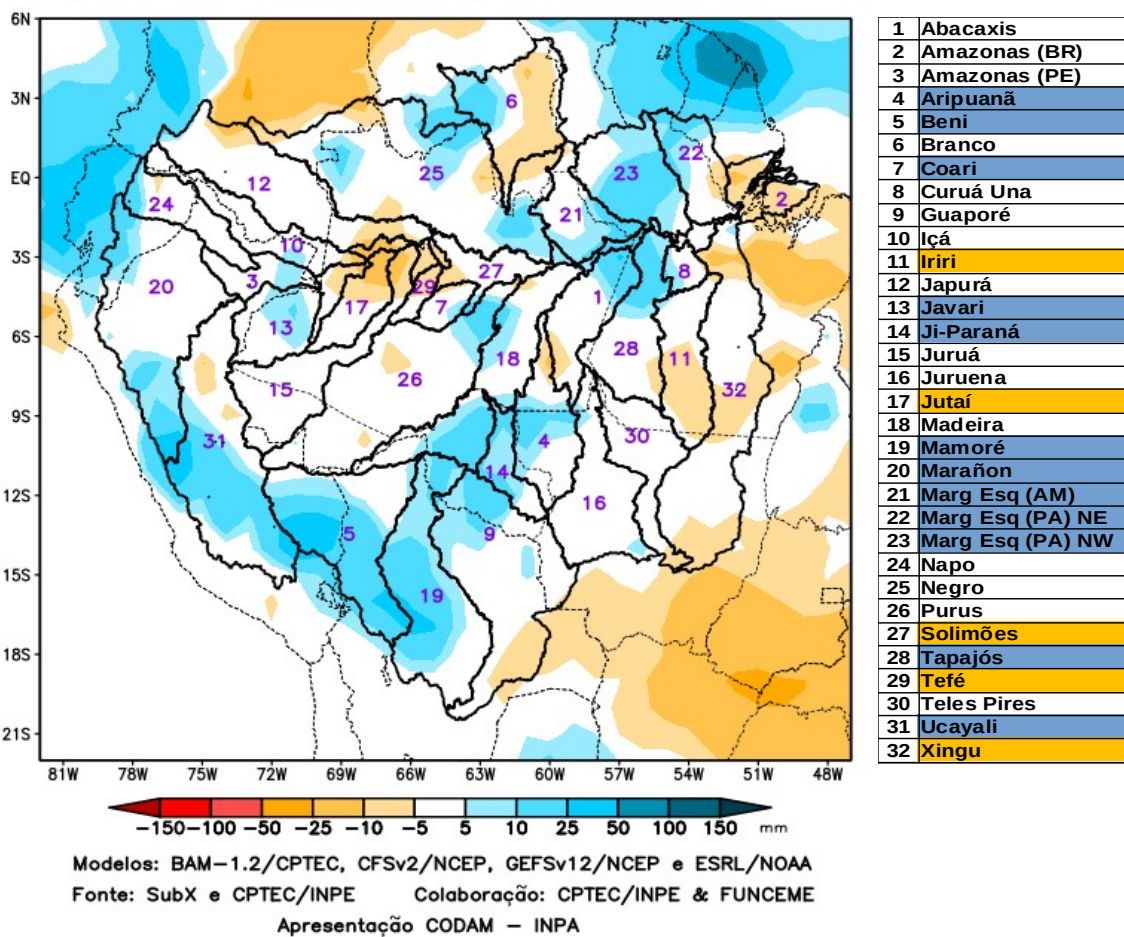 6N
3N
EQ
3S
6S
9S
12S
15S
18S
21S
81W 78W 75W 72W 69W 66W 63W 60W 57W 54W 51W 48W
6
22
25
23
12
2
24
21
10
27
3
8
20
29
1
17
7
13
28
18
11
26
15
32
30
31
4
14
16
5
9
19
-150 -100 -50 -25 -10 -5 5 10 25 50 100 150 mm
Modelos: BAM-1.2/CPTEC, CFSv2/NCEP, GEFSv12/NCEP e ESRL/NOAA
Fonte: SubX e CPTEC/INPE Colaboração: CPTEC/INPE & FUNCEME
Apresentação CODAM - INPA
1 Abacaxis
2 Amazonas (BR)
3 Amazonas (PE)
4 Aripuanã
5 Beni
6 Branco
7 Coari
8 Curuá Una
9 Guaporé
10 Içá
11 Iriri
12 Japurá
13 Javari
14 Ji-Paraná
15 Juruá
16 Juruena
17 Jutaí
18 Madeira
19 Mamoré
20 Marañon
21 Marg Esq (AM)
22 Marg Esq (PA) NE
23 Marg Esq (PA) NW
24 Napo
25 Negro
26 Purus
27 Solimões
28 Tapajós
29 Tefé
30 Teles Pires
31 Ucayali
32 Xingu